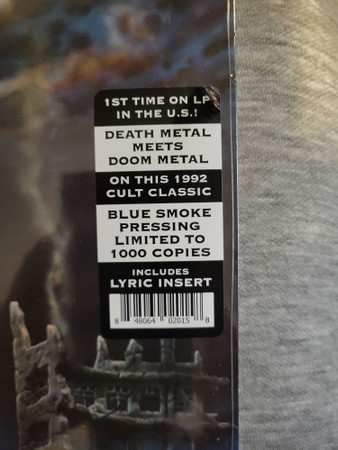 1ST TIME ON LP
IN THE U.S.!
DEATH METAL
MEETS
DOOM METAL
ON THIS 1992
CULT CLASSIC
BLUE SMOKE
PRESSING
LIMITED TO
1000 COPIES
INCLUDES
LYRIC INSERT
8 48064 02015 8